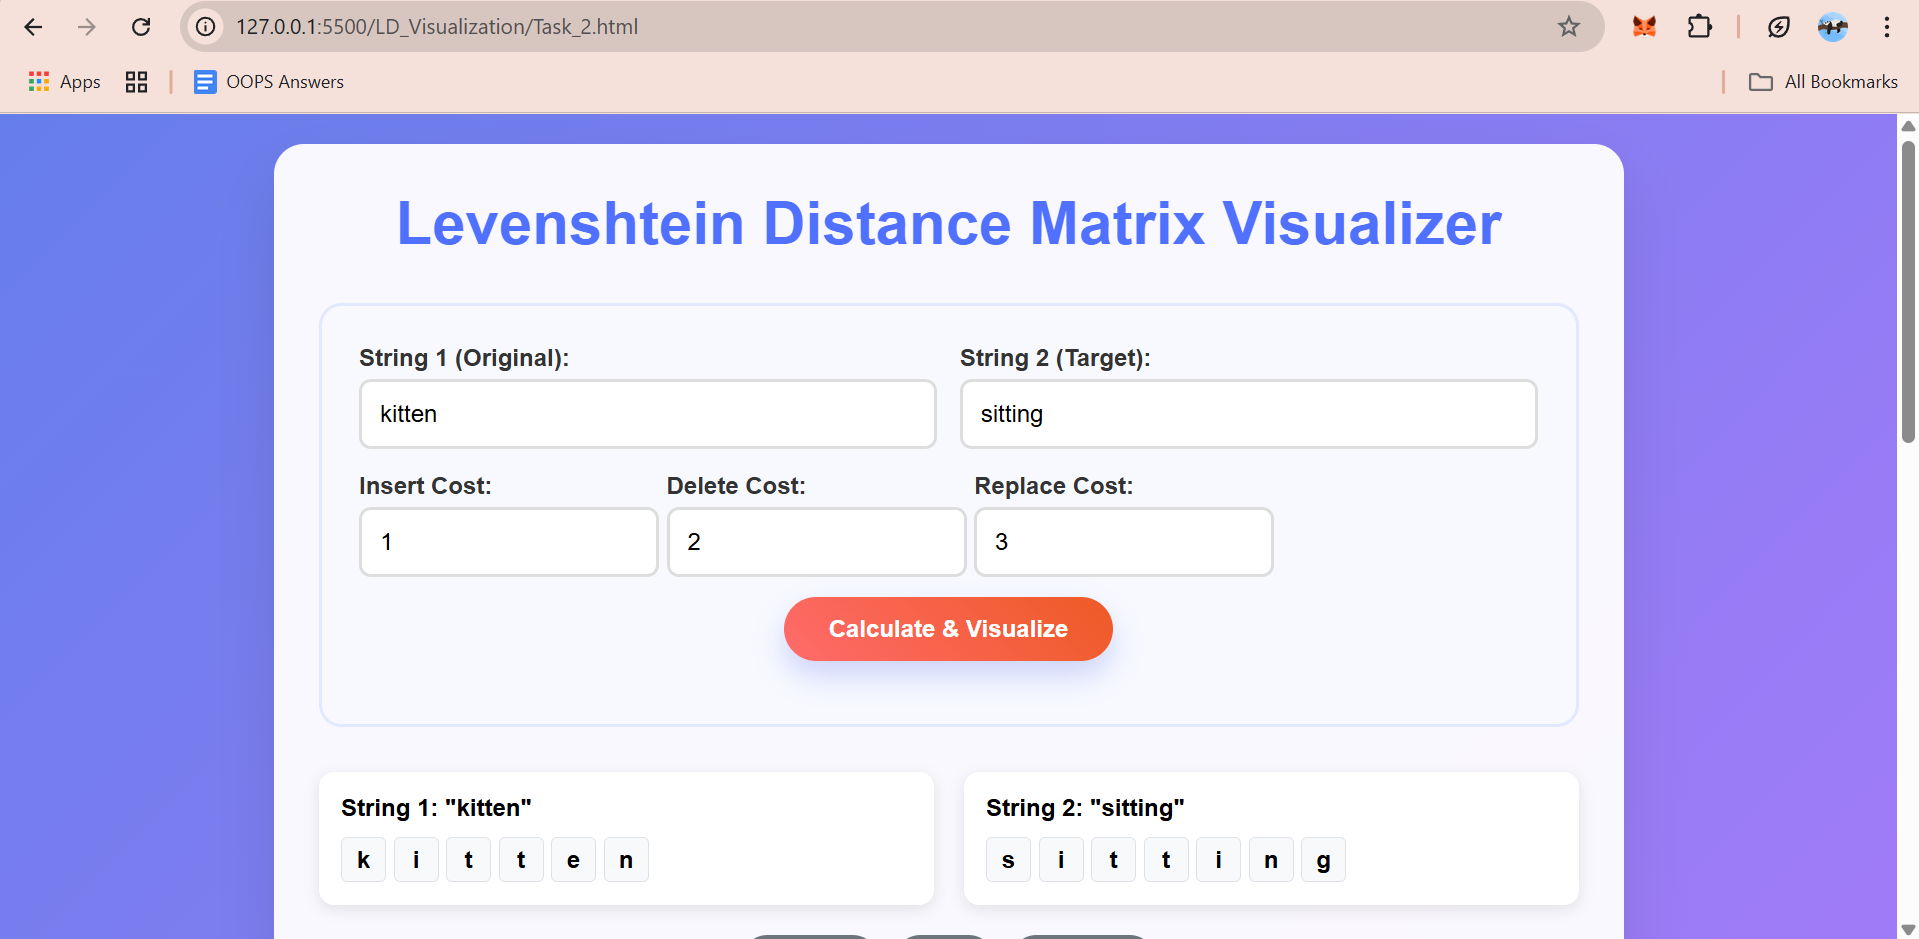 127.0.0.1:5500/LD_Visualization/Task_2.html
Apps
OOPS Answers
All Bookmarks
Levenshtein Distance Matrix Visualizer
String 1 (Original):
String 2 (Target):
kitten
sitting
Insert Cost:
Delete Cost:
Replace Cost:
1
2
3
Calculate & Visualize
String 1: "kitten"
k i t t e n
String 2: "sitting"
s i t t i n g